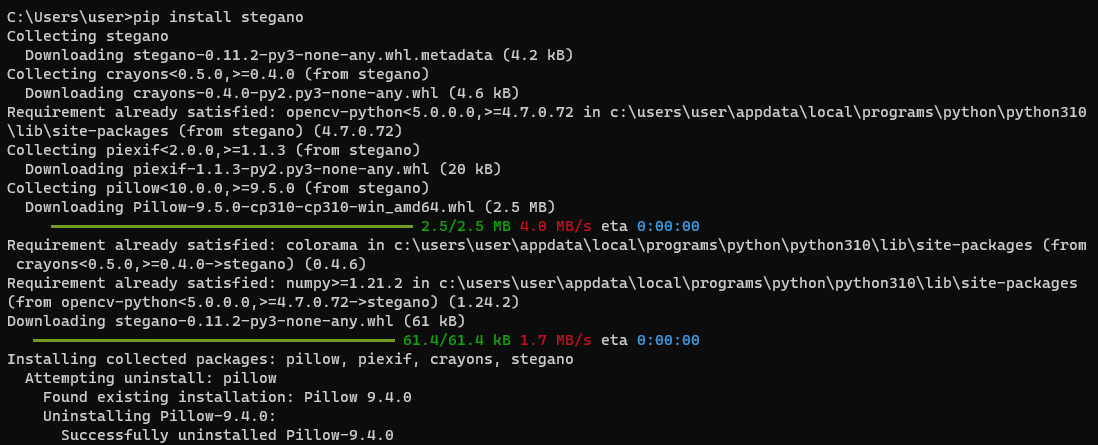 C:\Users\user>pip install stegano
Collecting stegano
  Downloading stegano-0.11.2-py3-none-any.whl.metadata (4.2 kB)
Collecting crayons<0.5.0,>=0.4.0 (from stegano)
  Downloading crayons-0.4.0-py2.py3-none-any.whl (4.6 kB)
Requirement already satisfied: opencv-python<5.0.0.0,>=4.7.0.72 in c:\users\user\appdata\local\programs\python\python310
\lib\site-packages (from stegano) (4.7.0.72)
Collecting piexif<2.0.0,>=1.1.3 (from stegano)
  Downloading piexif-1.1.3-py2.py3-none-any.whl (20 kB)
Collecting pillow<10.0.0,>=9.5.0 (from stegano)
  Downloading Pillow-9.5.0-cp310-cp310-win_amd64.whl (2.5 MB)
2.5/2.5 MB 4.0 MB/s eta 0:00:00
Requirement already satisfied: colorama in c:\users\user\appdata\local\programs\python\python310\lib\site-packages (from
 crayons<0.5.0,>=0.4.0->stegano) (0.4.6)
Requirement already satisfied: numpy>=1.21.2 in c:\users\user\appdata\local\programs\python\python310\lib\site-packages
(from opencv-python<5.0.0.0,>=4.7.0.72->stegano) (1.24.2)
Downloading stegano-0.11.2-py3-none-any.whl (61 kB)
61.4/61.4 kB 1.7 MB/s eta 0:00:00
Installing collected packages: pillow, piexif, crayons, stegano
  Attempting uninstall: pillow
    Found existing installation: Pillow 9.4.0
    Uninstalling Pillow-9.4.0:
      Successfully uninstalled Pillow-9.4.0